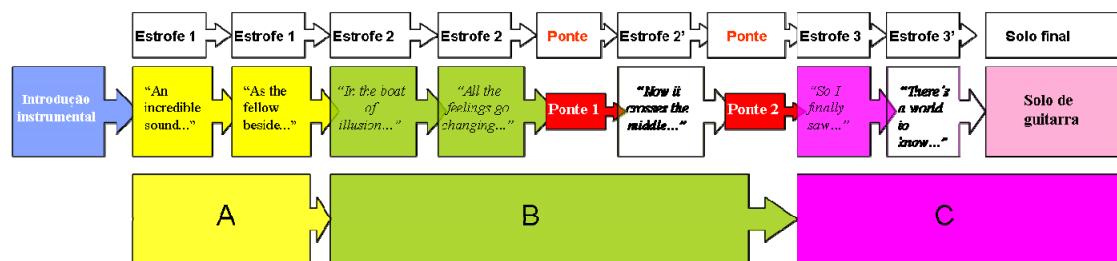 Estrofe 1
Estrofe 1
Estrofe 2
Estrofe 2
Ponte
Estrofe 2’
Ponte
Estrofe 3
Estrofe 3’
Solo final
Introdução
instrumental
“An
incredible
sound...”
“As the
fellow
beside...”
“In the boat
of
illusion...”
“All the
feelings go
changing...”
Ponte 1
“Now it
crosses the
middle...”
Ponte 2
“So I
finally
saw...”
“There’s
a world
to
know...”
Solo de
guitarra
A
B
C